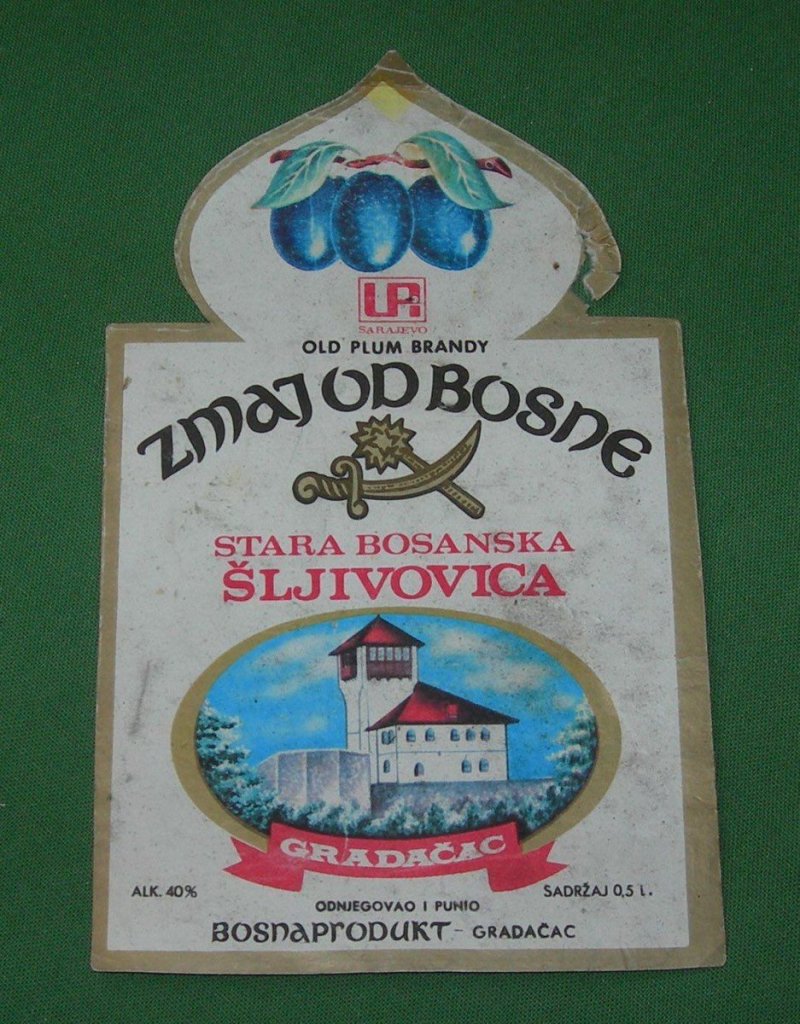 UPI
SARAJEVO
OLD PLUM BRANDY
ZMAJ OD BOSNE
STARA BOSANSKA
ŠLJIVOVICA
GRADAČAC
ALK. 40% SADRŽAJ 0,5 l.
ODNJEGOVAO I PUNIO
BOSNAPRODUKT - GRADAČAC